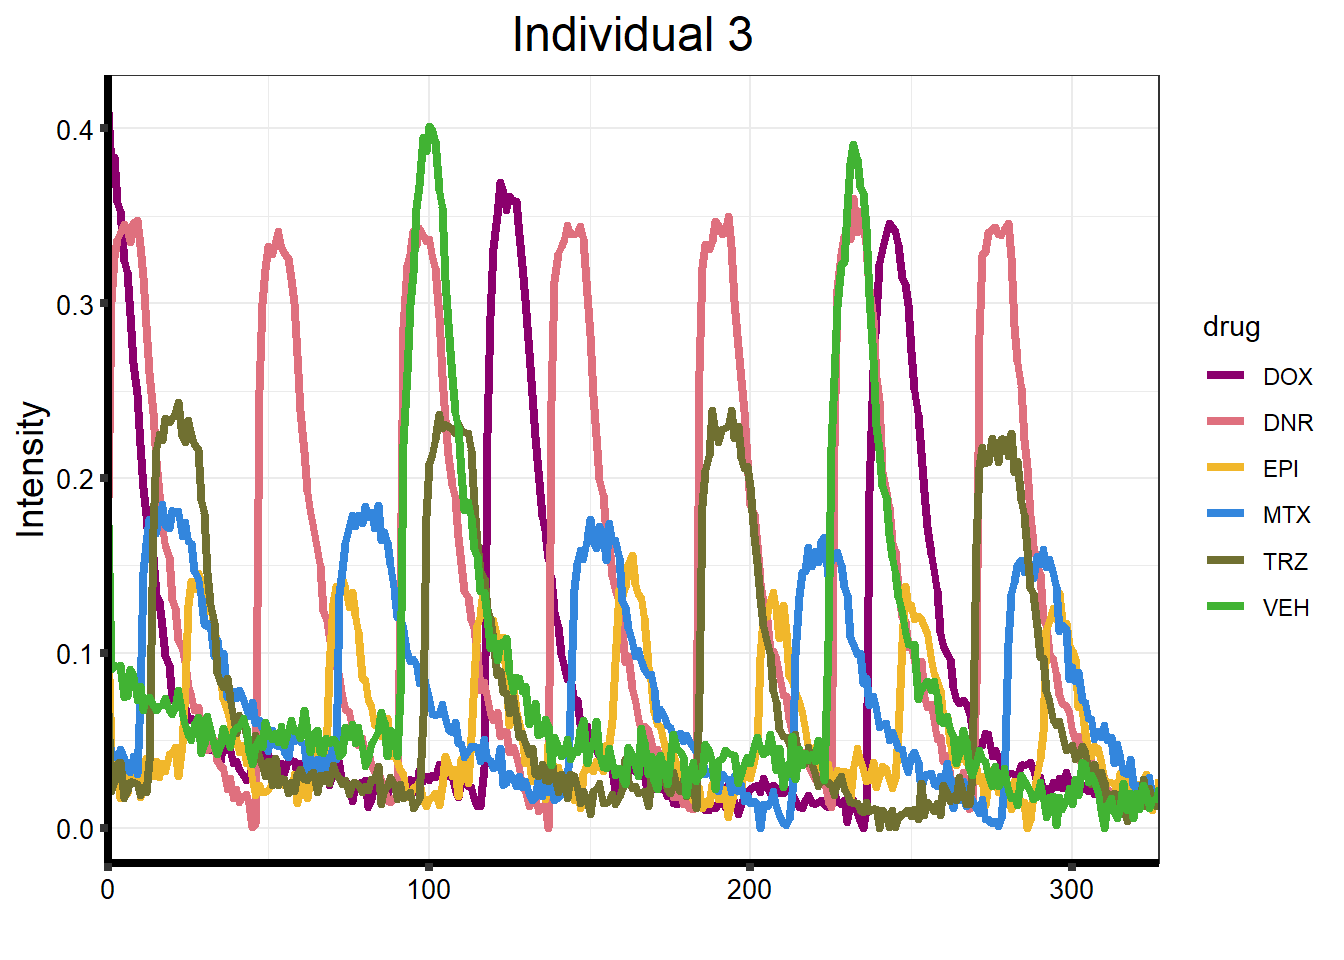 Individual 3
Intensity
0.4
0.3
0.2
0.1
0.0
0
100
200
300
drug
DOX
DNR
EPI
MTX
TRZ
VEH